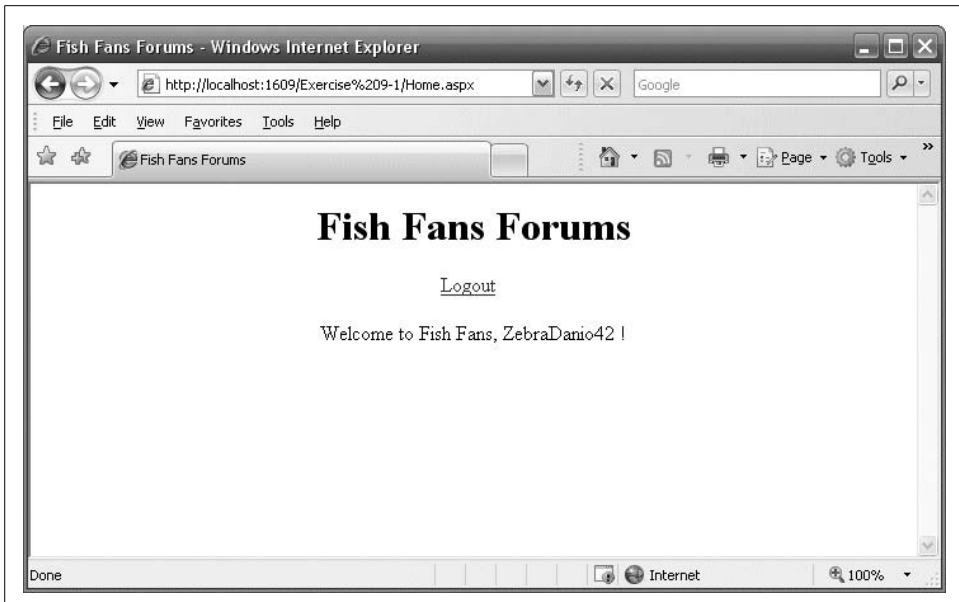 Fish Fans Forums - Windows Internet Explorer
http://localhost:1609/Exercise%209-1/Home.aspx
Google
File Edit View Favorites Tools Help
Fish Fans Forums
Page Tools »
Fish Fans Forums
Logout
Welcome to Fish Fans, ZebraDanio42 !
Done
Internet
100%